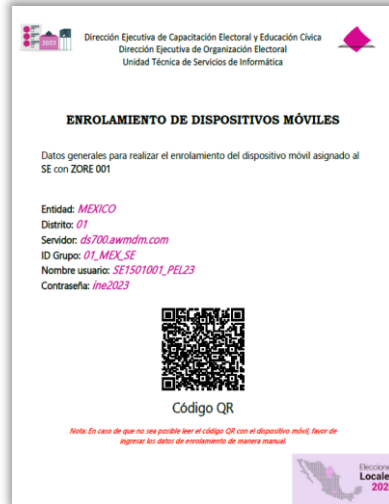 2023
Dirección Ejecutiva de Capacitación Electoral y Educación Cívica
Dirección Ejecutiva de Organización Electoral
Unidad Técnica de Servicios de Informática
ENROLAMIENTO DE DISPOSITIVOS MÓVILES
Datos generales para realizar el enrolamiento del dispositivo móvil asignado al
SE con ZORE 001
Entidad: MEXICO
Distrito: 01
Servidor: ds700.awmdm.com
ID Grupo: 01_MEX_SE
Nombre usuario: SE1501001_PEL23
Contraseña: ine2023
Código QR
Nota: En caso de que no sea posible leer el código QR con el dispositivo móvil, favor de
ingresar los datos de enrolamiento de manera manual.
Elecciones
Locales
202